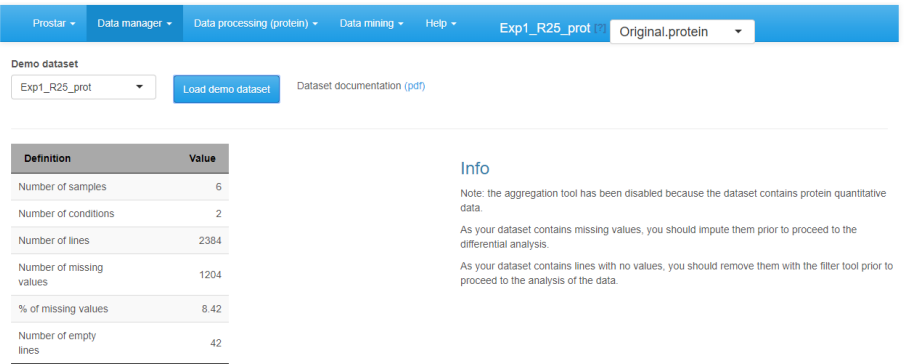 Prostar Data manager Data processing (protein) Data mining Help Exp1_R25_prot [?] Original.protein
Demo dataset
Exp1_R25_prot Load demo dataset Dataset documentation (pdf)
Definition Value
Number of samples 6
Number of conditions 2
Number of lines 2384
Number of missing
values 1204
% of missing values 8.42
Number of empty
lines 42
Info
Note: the aggregation tool has been disabled because the dataset contains protein quantitative
data.
As your dataset contains missing values, you should impute them prior to proceed to the
differential analysis.
As your dataset contains lines with no values, you should remove them with the filter tool prior to
proceed to the analysis of the data.